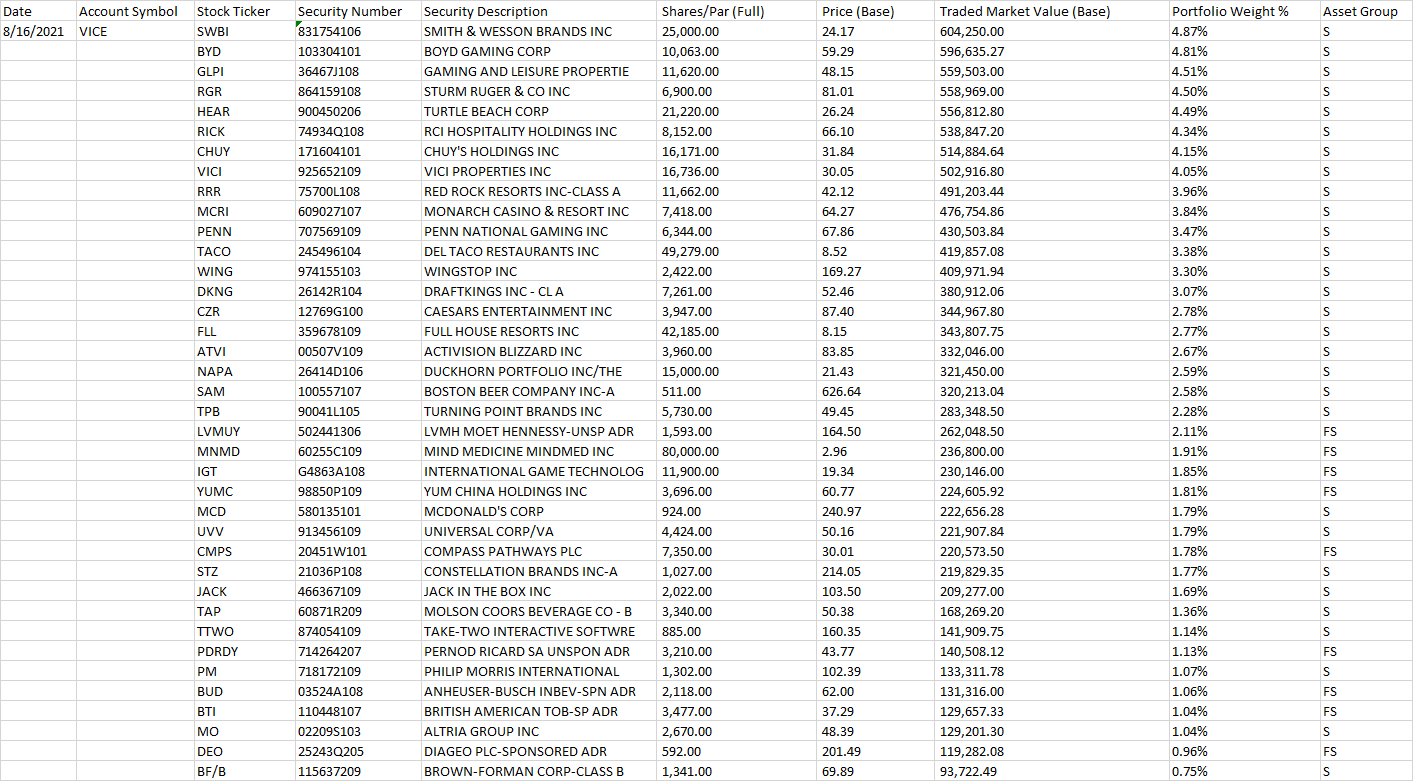 Date Account Symbol Stock Ticker Security Number Security Description Shares/Par (Full) Price (Base) Traded Market Value (Base) Portfolio Weight % Asset Group
8/16/2021 VICE SWBI 831754106 SMITH & WESSON BRANDS INC 25,000.00 24.17 604,250.00 4.87% S
BYD 103304101 BOYD GAMING CORP 10,063.00 59.29 596,635.27 4.81% S
GLPI 36467J108 GAMING AND LEISURE PROPERTIE 11,620.00 48.15 559,503.00 4.51% S
RGR 864159108 STURM RUGER & CO INC 6,900.00 81.01 558,969.00 4.50% S
HEAR 900450206 TURTLE BEACH CORP 21,220.00 26.24 556,812.80 4.49% S
RICK 74934Q108 RCI HOSPITALITY HOLDINGS INC 8,152.00 66.10 538,847.20 4.34% S
CHUY 171604101 CHUY'S HOLDINGS INC 16,171.00 31.84 514,884.64 4.15% S
VICI 925652109 VICI PROPERTIES INC 16,736.00 30.05 502,916.80 4.05% S
RRR 75700L108 RED ROCK RESORTS INC-CLASS A 11,662.00 42.12 491,203.44 3.96% S
MCRI 609027107 MONARCH CASINO & RESORT INC 7,418.00 64.27 476,754.86 3.84% S
PENN 707569109 PENN NATIONAL GAMING INC 6,344.00 67.86 430,503.84 3.47% S
TACO 245496104 DEL TACO RESTAURANTS INC 49,279.00 8.52 419,857.08 3.38% S
WING 974155103 WINGSTOP INC 2,422.00 169.27 409,971.94 3.30% S
DKNG 26142R104 DRAFTKINGS INC - CL A 7,261.00 52.46 380,912.06 3.07% S
CZR 12769G100 CAESARS ENTERTAINMENT INC 3,947.00 87.40 344,967.80 2.78% S
FLL 359678109 FULL HOUSE RESORTS INC 42,185.00 8.15 343,807.75 2.77% S
ATVI 00507V109 ACTIVISION BLIZZARD INC 3,960.00 83.85 332,046.00 2.67% S
NAPA 26414D106 DUCKHORN PORTFOLIO INC/THE 15,000.00 21.43 321,450.00 2.59% S
SAM 100557107 BOSTON BEER COMPANY INC-A 511.00 626.64 320,213.04 2.58% S
TPB 90041L105 TURNING POINT BRANDS INC 5,730.00 49.45 283,348.50 2.28% S
LVMUY 502441306 LVMH MOET HENNESSY-UNSP ADR 1,593.00 164.50 262,048.50 2.11% FS
MNMD 60255C109 MIND MEDICINE MINDMED INC 80,000.00 2.96 236,800.00 1.91% FS
IGT G4863A108 INTERNATIONAL GAME TECHNOLOG 11,900.00 19.34 230,146.00 1.85% FS
YUMC 98850P109 YUM CHINA HOLDINGS INC 3,696.00 60.77 224,605.92 1.81% FS
MCD 580135101 MCDONALD'S CORP 924.00 240.97 222,656.28 1.79% S
UVV 913456109 UNIVERSAL CORP/VA 4,424.00 50.16 221,907.84 1.79% S
CMPS 20451W101 COMPASS PATHWAYS PLC 7,350.00 30.01 220,573.50 1.78% FS
STZ 21036P108 CONSTELLATION BRANDS INC-A 1,027.00 214.05 219,829.35 1.77% S
JACK 466367109 JACK IN THE BOX INC 2,022.00 103.50 209,277.00 1.69% S
TAP 60871R209 MOLSON COORS BEVERAGE CO - B 3,340.00 50.38 168,269.20 1.36% S
TTWO 874054109 TAKE-TWO INTERACTIVE SOFTWRE 885.00 160.35 141,909.75 1.14% S
PDRDY 714264207 PERNOD RICARD SA UNSPON ADR 3,210.00 43.77 140,508.12 1.13% FS
PM 718172109 PHILIP MORRIS INTERNATIONAL 1,302.00 102.39 133,311.78 1.07% S
BUD 03524A108 ANHEUSER-BUSCH INBEV-SPN ADR 2,118.00 62.00 131,316.00 1.06% FS
BTI 110448107 BRITISH AMERICAN TOB-SP ADR 3,477.00 37.29 129,657.33 1.04% FS
MO 02209S103 ALTRIA GROUP INC 2,670.00 48.39 129,201.30 1.04% S
DEO 25243Q205 DIAGEO PLC-SPONSORED ADR 592.00 201.49 119,282.08 0.96% FS
BF/B 115637209 BROWN-FORMAN CORP-CLASS B 1,341.00 69.89 93,722.49 0.75% S